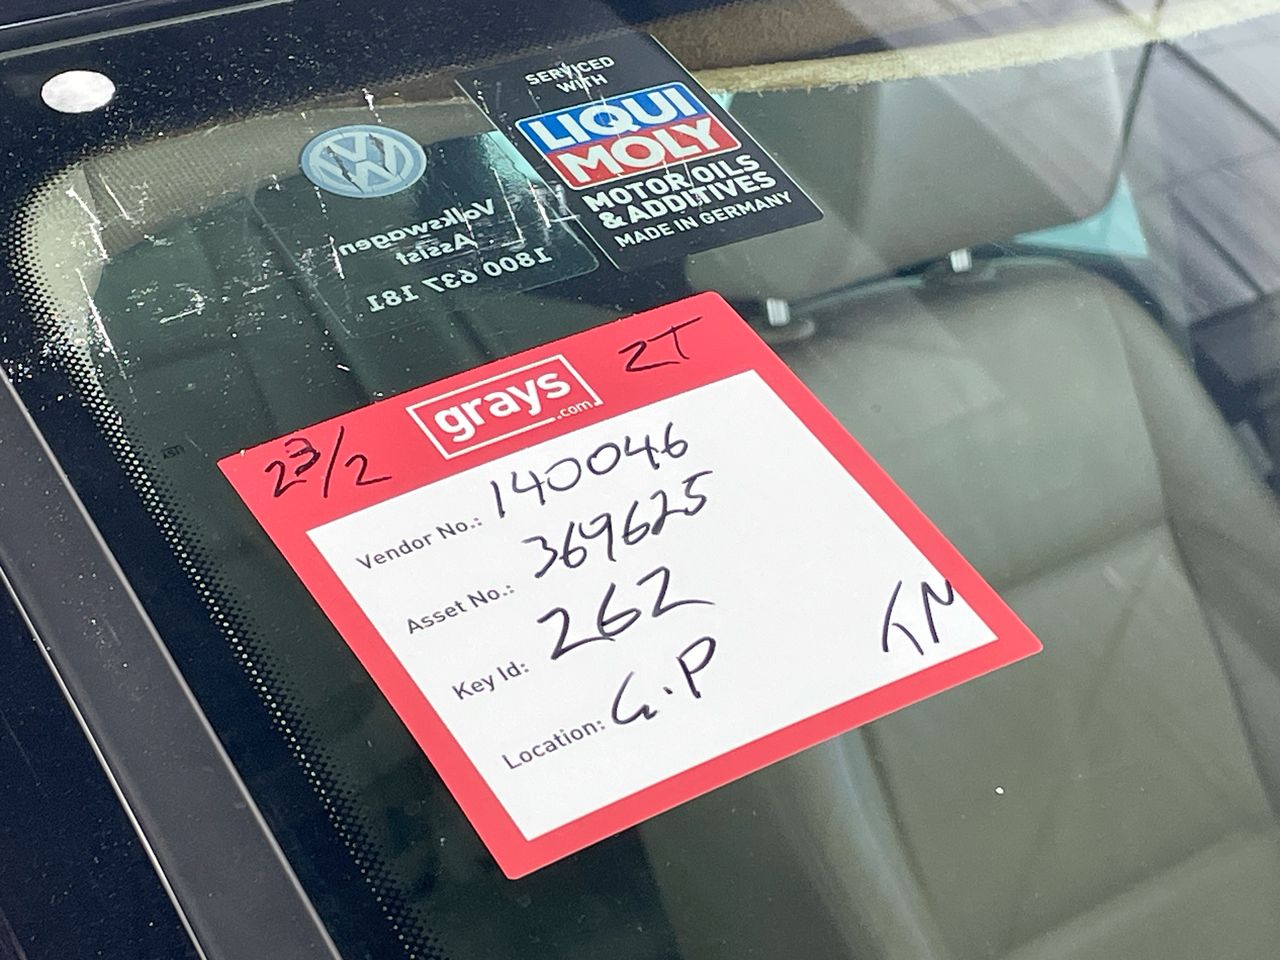 SERVICED
WITH
LIQUI
MOLY
MOTOR OILS
& ADDITIVES
MADE IN GERMANY
Volkswagen
Assist
1800 637 181
grays
.com
23/2
2T
Vendor No.: 140046
Asset No.: 369625
Key Id: 262
Location: G.P
TN